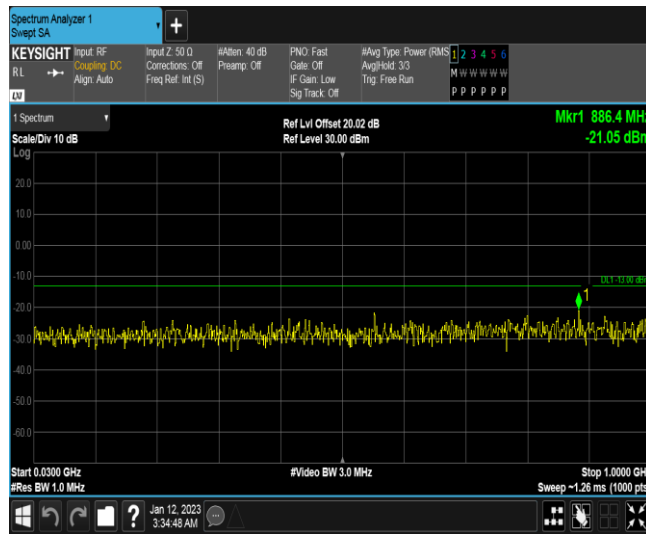 Spectrum Analyzer 1
Swept SA
KEYSIGHT
RL
LXI
Input: RF
Coupling: DC
Align: Auto
Input Z: 50 Ω
Corrections: Off
Freq Ref: Int (S)
#Atten: 40 dB
Preamp: Off
PNO: Fast
Gate: Off
IF Gain: Low
Sig Track: Off
#Avg Type: Power (RMS
Avg|Hold: 3/3
Trig: Free Run
1 2 3 4 5 6
M W W W W W
P P P P P P
1 Spectrum
Scale/Div 10 dB
Ref Lvl Offset 20.02 dB
Ref Level 30.00 dBm
Mkr1 886.4 MHz
-21.05 dBm
Log
20.0
10.0
0.00
-10.0
DL1 -13.00 dBm
1
-20.0
-30.0
-40.0
-50.0
-60.0
Start 0.0300 GHz
#Res BW 1.0 MHz
#Video BW 3.0 MHz
Stop 1.0000 GH
Sweep ~1.26 ms (1000 pts
?
Jan 12, 2023
3:34:48 AM